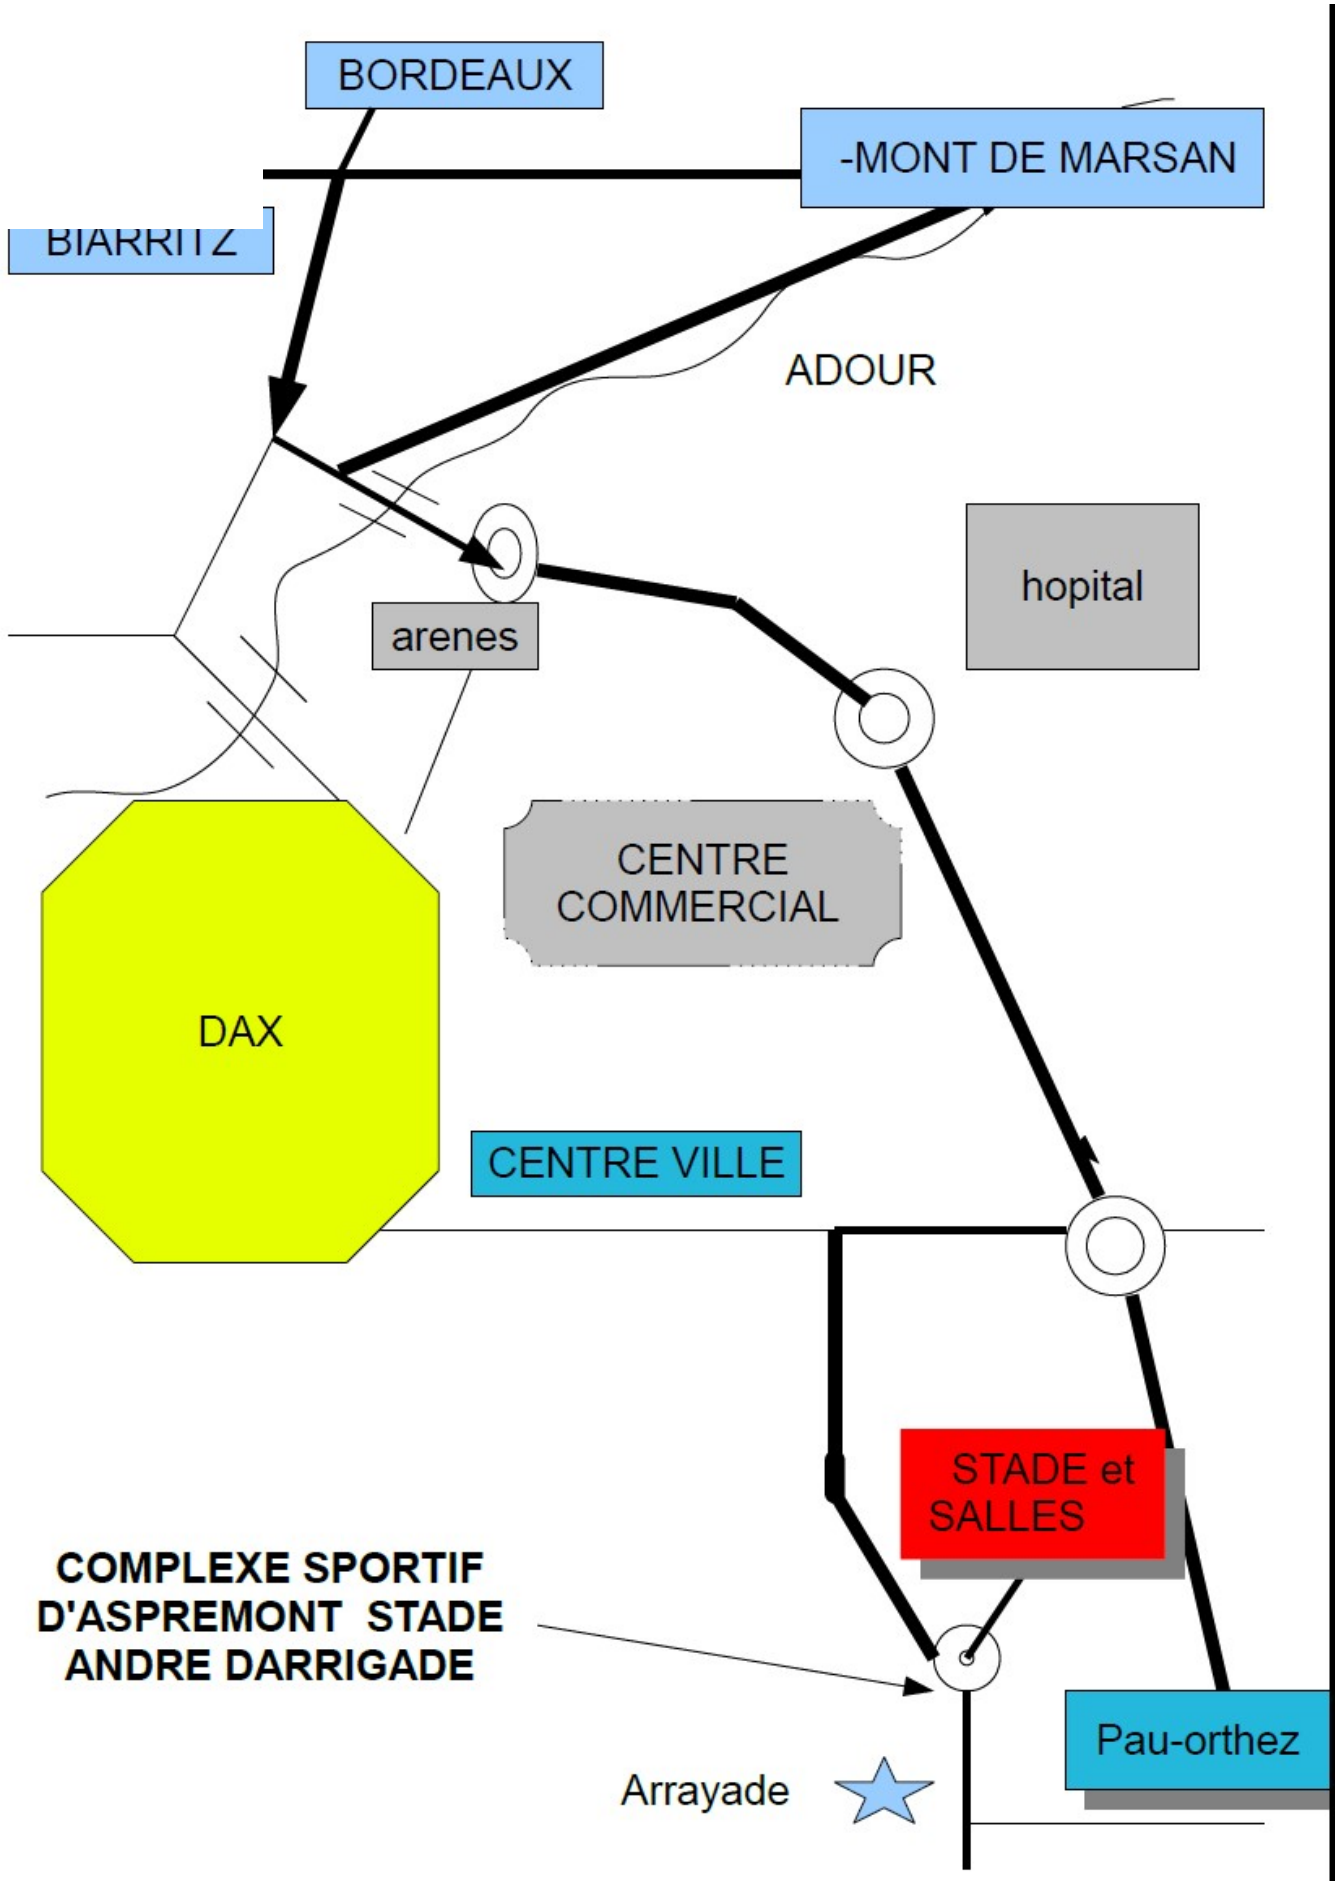 BORDEAUX
-MONT DE MARSAN
BIARRITZ
ADOUR
hopital
arenes
CENTRE
COMMERCIAL
DAX
CENTRE VILLE
STADE et
SALLES
COMPLEXE SPORTIF
D'ASPREMONT STADE
ANDRE DARRIGADE
Pau-orthez
Arrayade